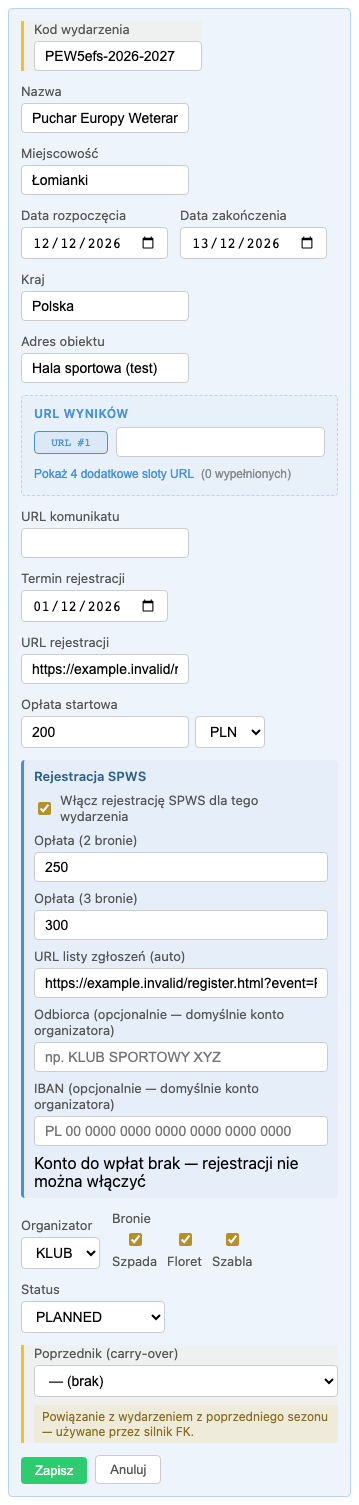 Kod wydarzenia
PEW5efs-2026-2027
Nazwa
Puchar Europy Weterar
Miejscowość
Łomianki
Data rozpoczęcia Data zakończenia
12/12/2026 13/12/2026
Kraj
Polska
Adres obiektu
Hala sportowa (test)
URL WYNIKÓW
URL #1
Pokaż 4 dodatkowe sloty URL (0 wypełnionych)
URL komunikatu
Termin rejestracji
01/12/2026
URL rejestracji
https://example.invalid/r
Opłata startowa
200 PLN
Rejestracja SPWS
Włącz rejestrację SPWS dla tego
wydarzenia
Opłata (2 bronie)
250
Opłata (3 bronie)
300
URL listy zgłoszeń (auto)
https://example.invalid/register.html?event=F
Odbiorca (opcjonalnie — domyślnie konto
organizatora)
np. KLUB SPORTOWY XYZ
IBAN (opcjonalnie — domyślnie konto
organizatora)
PL 00 0000 0000 0000 0000 0000 0000
Konto do wpłat brak — rejestracji nie
można włączyć
Organizator Bronie
KLUB
Szpada Floret Szabla
Status
PLANNED
Poprzednik (carry-over)
— (brak)
Powiązanie z wydarzeniem z poprzedniego sezonu
— używane przez silnik FK.
Zapisz Anuluj